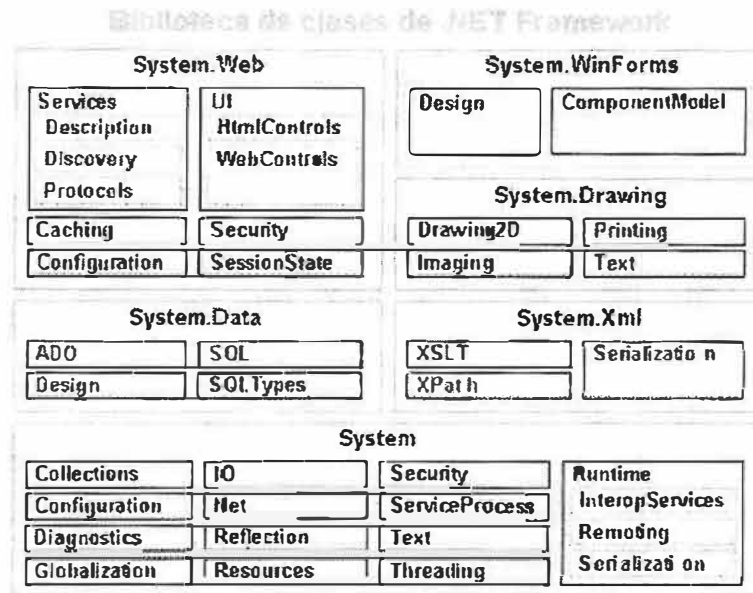 Biblioteca de clases de .NET Framework
System.Web
Services
Description
Discovery
Protocols
UI
HtmlControls
WebControls
Caching
Security
Configuration
SessionState
System.WinForms
Design
ComponentModel
System.Drawing
Drawing2D
Printing
Imaging
Text
System.Data
ADO
SQL
Design
SQLTypes
System.Xml
XSLT
XPath
Serialization
System
Collections
IO
Security
Configuration
Net
ServiceProcess
Diagnostics
Reflection
Text
Globalization
Resources
Threading
Runtime
InteropServices
Remoting
Serialization